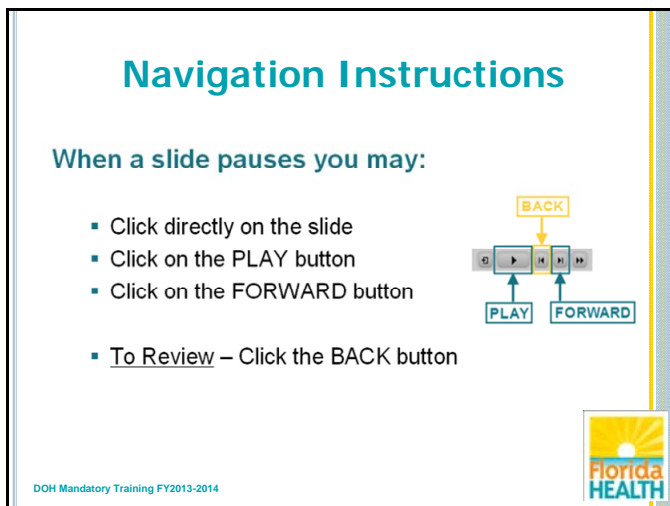 Navigation Instructions
When a slide pauses you may:
▪ Click directly on the slide
▪ Click on the PLAY button
▪ Click on the FORWARD button
▪ To Review – Click the BACK button
BACK
PLAY
FORWARD
DOH Mandatory Training FY2013-2014
Florida
HEALTH